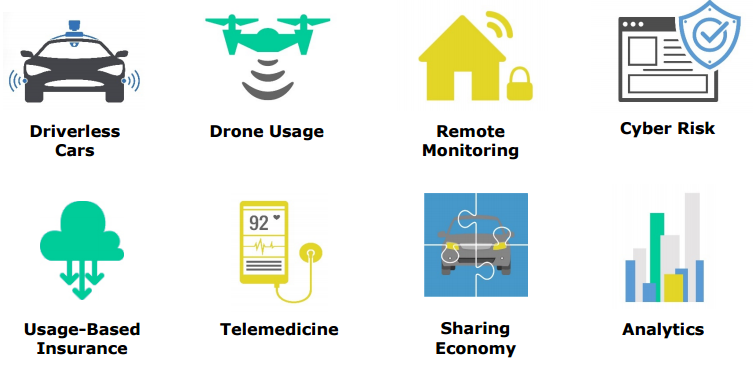 Driverless
Cars
Drone Usage
Remote
Monitoring
Cyber Risk
92
Usage-Based
Insurance
Telemedicine
Sharing
Economy
Analytics